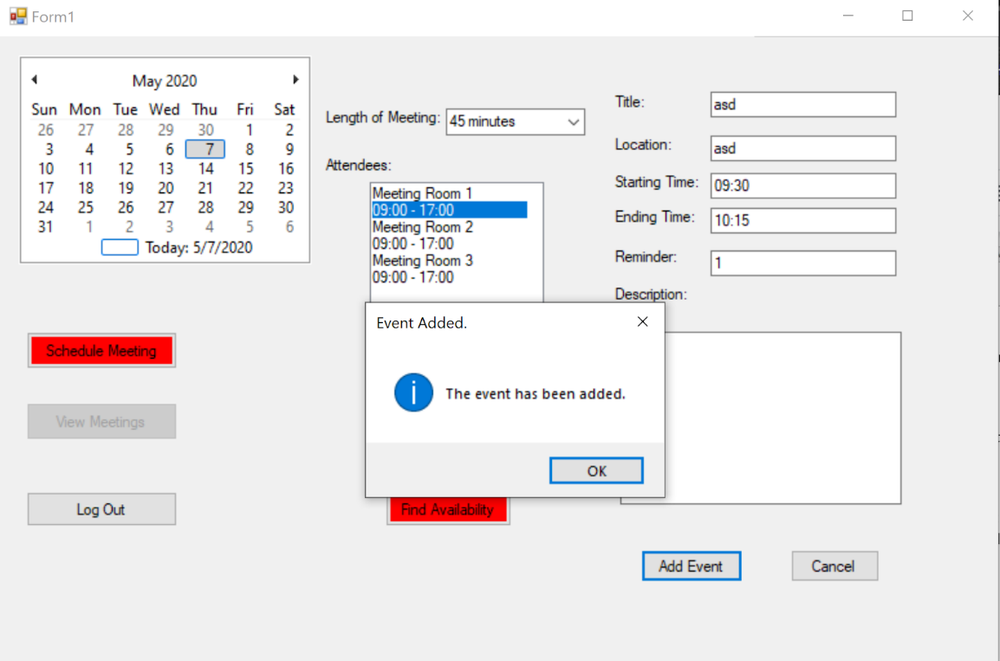 Form1
May 2020
Sun Mon Tue Wed Thu Fri Sat
26 27 28 29 30 1 2
3 4 5 6 7 8 9
10 11 12 13 14 15 16
17 18 19 20 21 22 23
24 25 26 27 28 29 30
31 1 2 3 4 5 6
Today: 5/7/2020
Schedule Meeting
View Meetings
Log Out
Length of Meeting: 45 minutes
Attendees:
Meeting Room 1
09:00 - 17:00
Meeting Room 2
09:00 - 17:00
Meeting Room 3
09:00 - 17:00
Find Availability
Title: asd
Location: asd
Starting Time: 09:30
Ending Time: 10:15
Reminder: 1
Description:
Event Added.
The event has been added.
OK
Add Event
Cancel